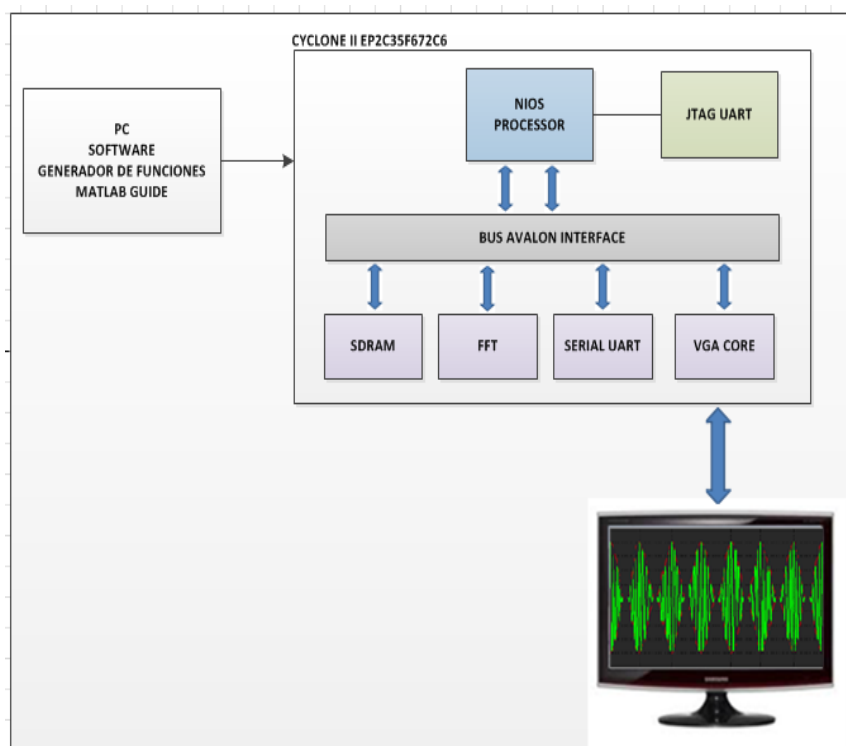 CYCLONE II EP2C35F672C6
PC
SOFTWARE
GENERADOR DE FUNCIONES
MATLAB GUIDE
NIOS
PROCESSOR
JTAG UART
BUS AVALON INTERFACE
SDRAM
FFT
SERIAL UART
VGA CORE
SAMSUNG